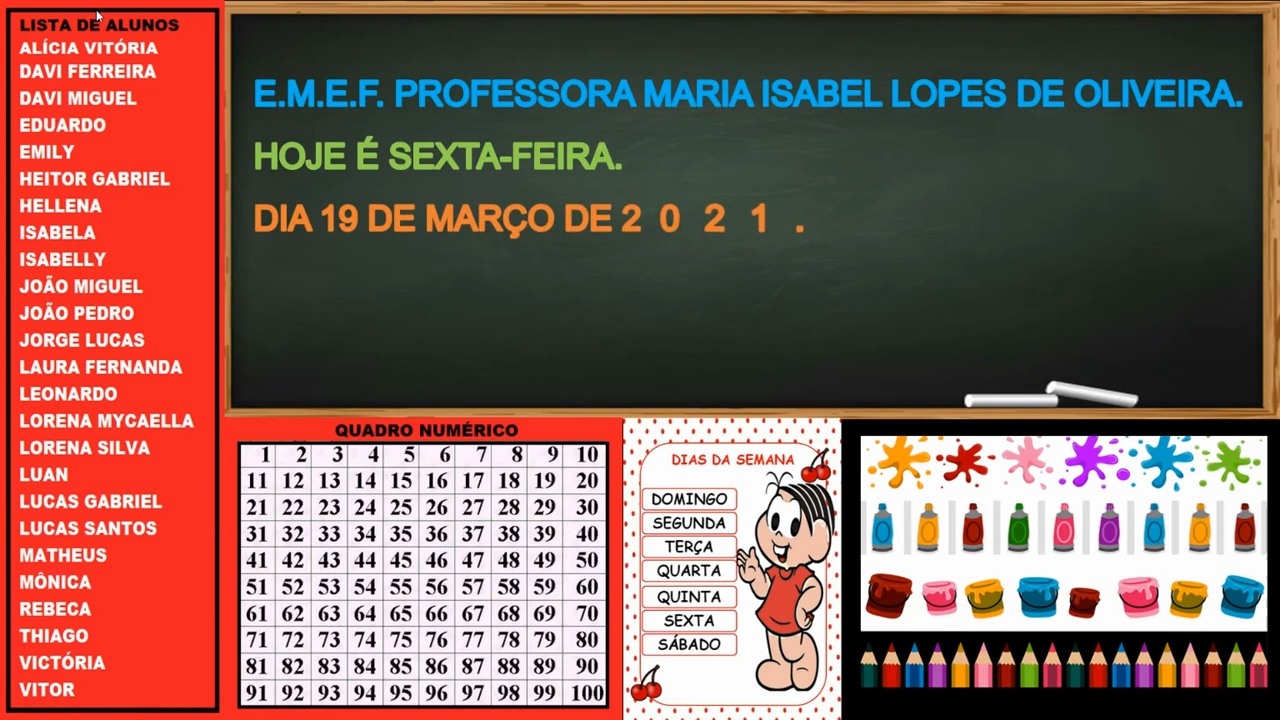 LISTA DE ALUNOS
ALÍCIA VITÓRIA
DAVI FERREIRA
DAVI MIGUEL
EDUARDO
EMILY
HEITOR GABRIEL
HELLENA
ISABELA
ISABELLY
JOÃO MIGUEL
JOÃO PEDRO
JORGE LUCAS
LAURA FERNANDA
LEONARDO
LORENA MYCAELLA
LORENA SILVA
LUAN
LUCAS GABRIEL
LUCAS SANTOS
MATHEUS
MÔNICA
REBECA
THIAGO
VICTÓRIA
VITOR
E.M.E.F. PROFESSORA MARIA ISABEL LOPES DE OLIVEIRA.
HOJE É SEXTA-FEIRA.
DIA 19 DE MARÇO DE 2 0 2 1 .
QUADRO NUMÉRICO
1 2 3 4 5 6 7 8 9 10
11 12 13 14 15 16 17 18 19 20
21 22 23 24 25 26 27 28 29 30
31 32 33 34 35 36 37 38 39 40
41 42 43 44 45 46 47 48 49 50
51 52 53 54 55 56 57 58 59 60
61 62 63 64 65 66 67 68 69 70
71 72 73 74 75 76 77 78 79 80
81 82 83 84 85 86 87 88 89 90
91 92 93 94 95 96 97 98 99 100
DIAS DA SEMANA
DOMINGO
SEGUNDA
TERÇA
QUARTA
QUINTA
SEXTA
SÁBADO